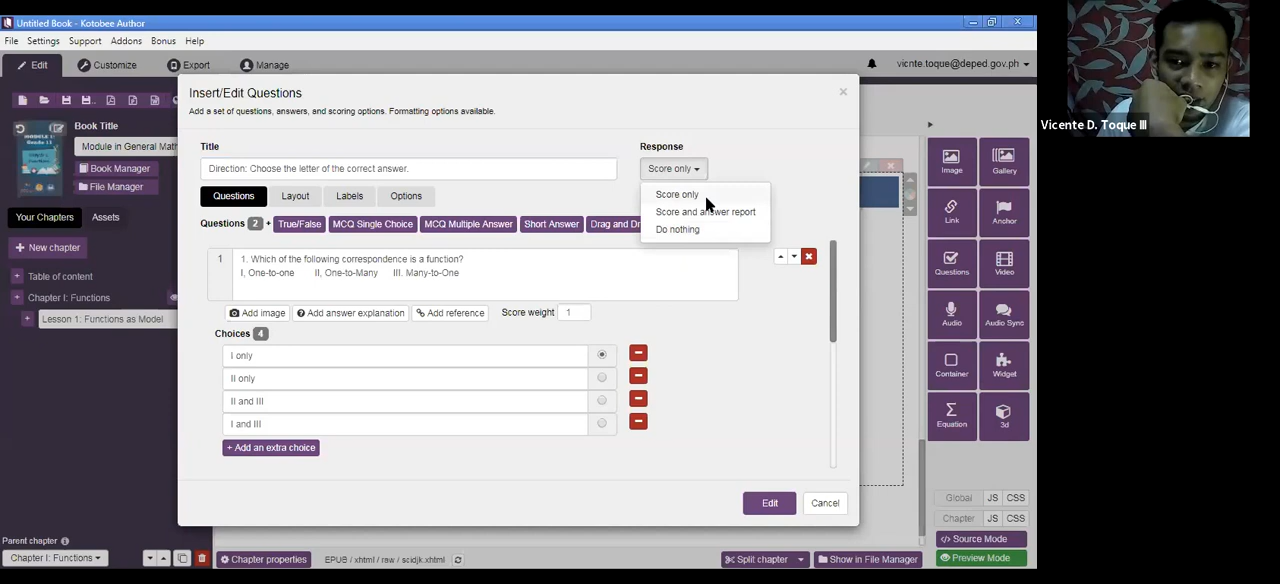 Untitled Book - Kotobee Author
File Settings Support Addons Bonus Help
Edit Customize Export Manage
vicnte.toque@deped.gov.ph
Vicente D. Toque III
Insert/Edit Questions
Add a set of questions, answers, and scoring options. Formatting options available.
Book Title
Module in General Math
Book Manager
File Manager
Your Chapters Assets
New chapter
Table of content
Chapter I: Functions
Lesson 1: Functions as Model
Title
Direction: Choose the letter of the correct answer.
Response
Score only
Score only
Score and answer report
Do nothing
Questions Layout Labels Options
Questions 2 + True/False MCQ Single Choice MCQ Multiple Answer Short Answer Drag and Dr
1
1. Which of the following correspondence is a function?
I, One-to-one II, One-to-Many III. Many-to-One
Add image Add answer explanation Add reference Score weight 1
Choices 4
I only
II only
II and III
I and III
+ Add an extra choice
Edit Cancel
Image Gallery
Link Anchor
Questions Video
Audio Audio Sync
Container Widget
Equation 3d
Global JS CSS
Chapter JS CSS
Source Mode
Preview Mode
Parent chapter
Chapter I: Functions
Chapter properties EPUB / xhtml / raw / scidjk.xhtml Split chapter Show in File Manager